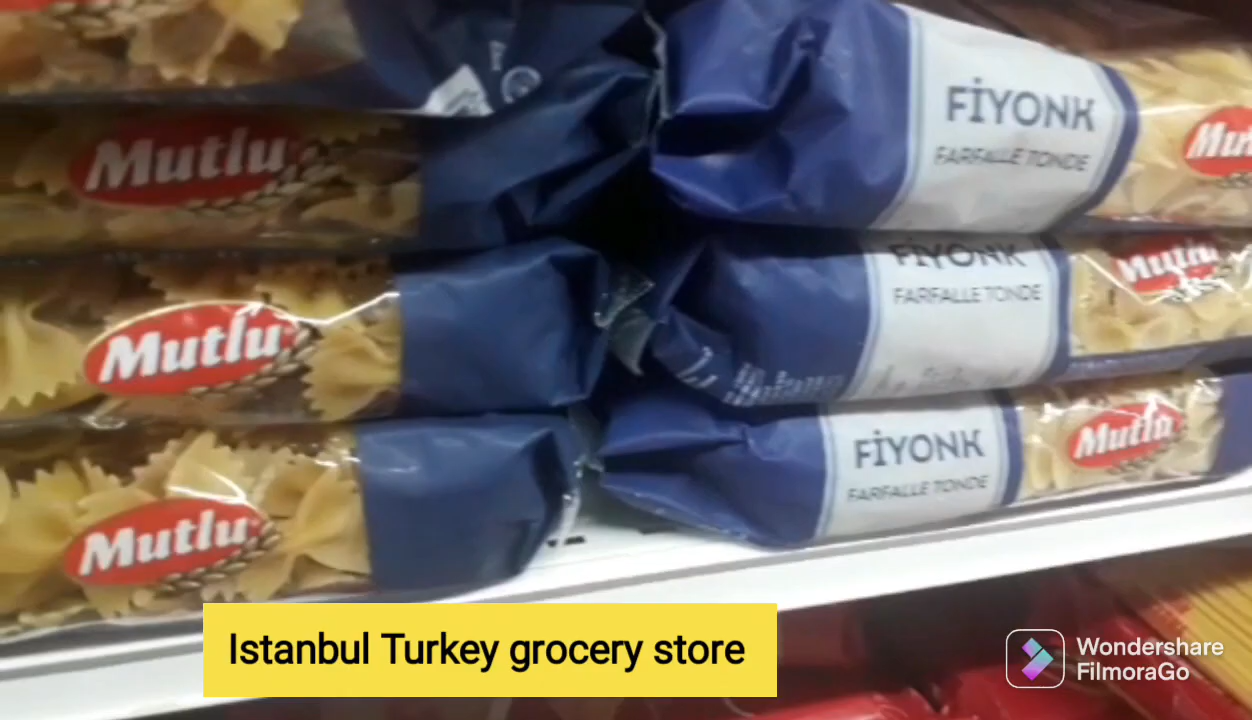 Mutlu
FİYONK
FARFALLE TONDE
Mutlu
FİYONK
FARFALLE TONDE
Mutlu
Mutlu
FİYONK
FARFALLE TONDE
Mutlu
Mutlu
Istanbul Turkey grocery store
Wondershare
FilmoraGo